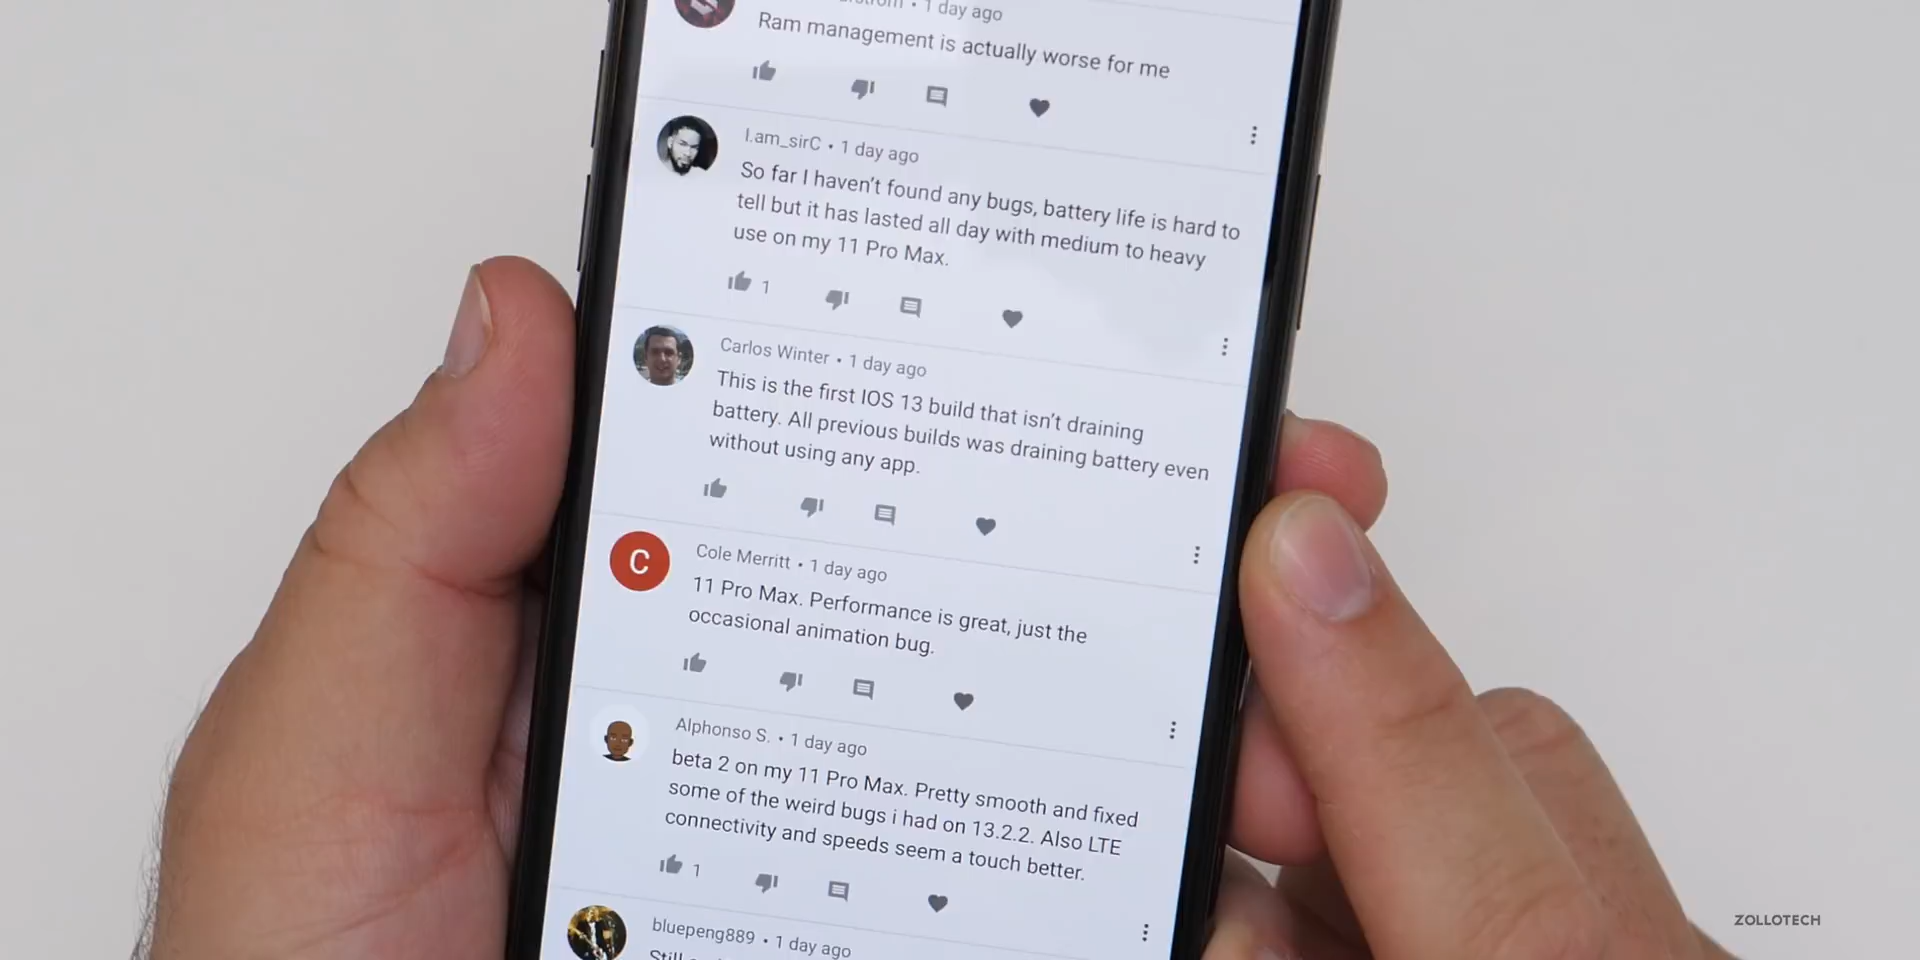 • 1 day ago
Ram management is actually worse for me
I.am_sirC • 1 day ago
So far I haven't found any bugs, battery life is hard to
tell but it has lasted all day with medium to heavy
use on my 11 Pro Max.
1
Carlos Winter • 1 day ago
This is the first IOS 13 build that isn't draining
battery. All previous builds was draining battery even
without using any app.
C
Cole Merritt • 1 day ago
11 Pro Max. Performance is great, just the
occasional animation bug.
Alphonso S. • 1 day ago
beta 2 on my 11 Pro Max. Pretty smooth and fixed
some of the weird bugs i had on 13.2.2. Also LTE
connectivity and speeds seem a touch better.
1
bluepeng889 • 1 day ago
Still
ZOLLOTECH